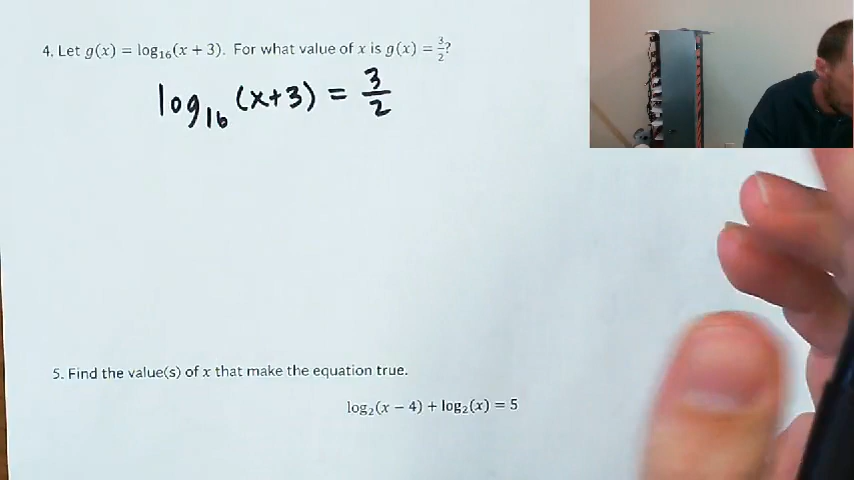 4. Let g(x) = log₁₆(x + 3). For what value of x is g(x) = 3/2?
log₁₆ (x+3) = 3/2
5. Find the value(s) of x that make the equation true.
log₂(x − 4) + log₂(x) = 5